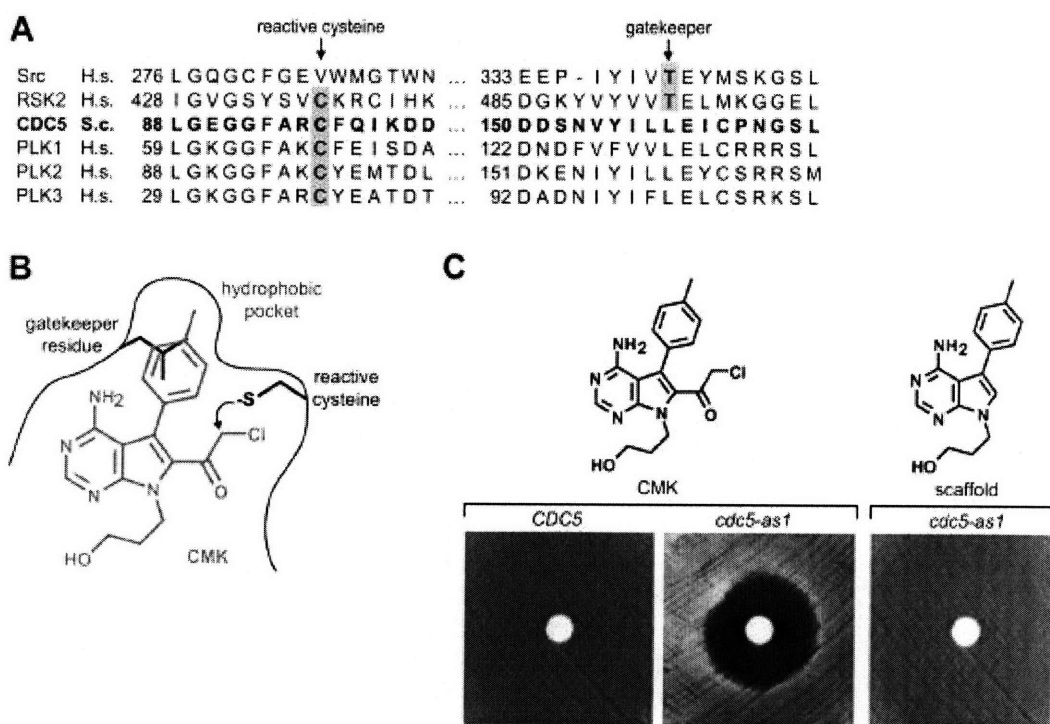 A
reactive cysteine gatekeeper
Src H.s. 276 L G Q G C F G E V W M G T W N ... 333 E E P - I Y I V T E Y M S K G S L
RSK2 H.s. 428 I G V G S Y S V C K R C I H K ... 485 D G K Y V Y V V T E L M K G G E L
CDC5 S.c. 88 L G E G G F A R C F Q I K D D ... 150 D D S N V Y I L L E I C P N G S L
PLK1 H.s. 59 L G K G G F A K C F E I S D A ... 122 D N D F V F V V L E L C R R R S L
PLK2 H.s. 88 L G K G G F A K C Y E M T D L ... 151 D K E N I Y I L L E Y C S R R S M
PLK3 H.s. 29 L G K G G F A R C Y E A T D T ... 92 D A D N I Y I F L E L C S R K S L
B
hydrophobic
pocket
gatekeeper
residue
reactive
cysteine
NH2
S
Cl
N
N
N
O
HO
CMK
C
NH2
Cl
N
N
N
O
HO
CMK
NH2
N
N
N
HO
scaffold
CDC5 cdc5-as1 cdc5-as1